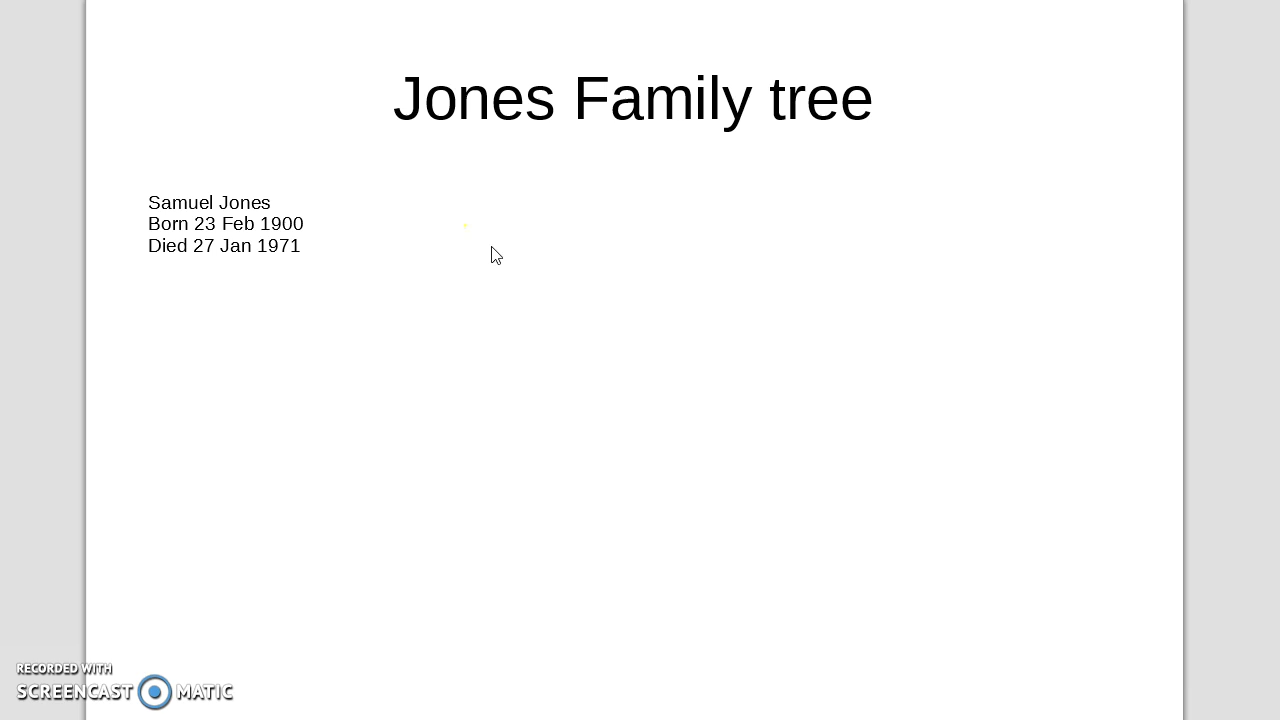 Jones Family tree
Samuel Jones
Born 23 Feb 1900
Died 27 Jan 1971
RECORDED WITH
SCREENCAST MATIC